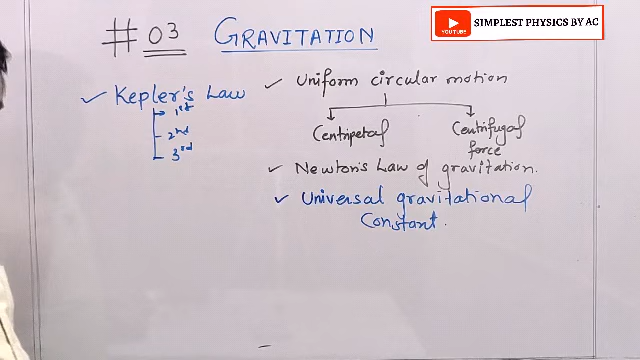 # 03 GRAVITATION
YOUTUBE
SIMPLEST PHYSICS BY AC
✓ Kepler's Law
1st
2nd
3rd
✓ Uniform circular motion
Centripetal
Centrifugal
force
✓ Newton's Law of gravitation.
✓ Universal gravitational
Constant.